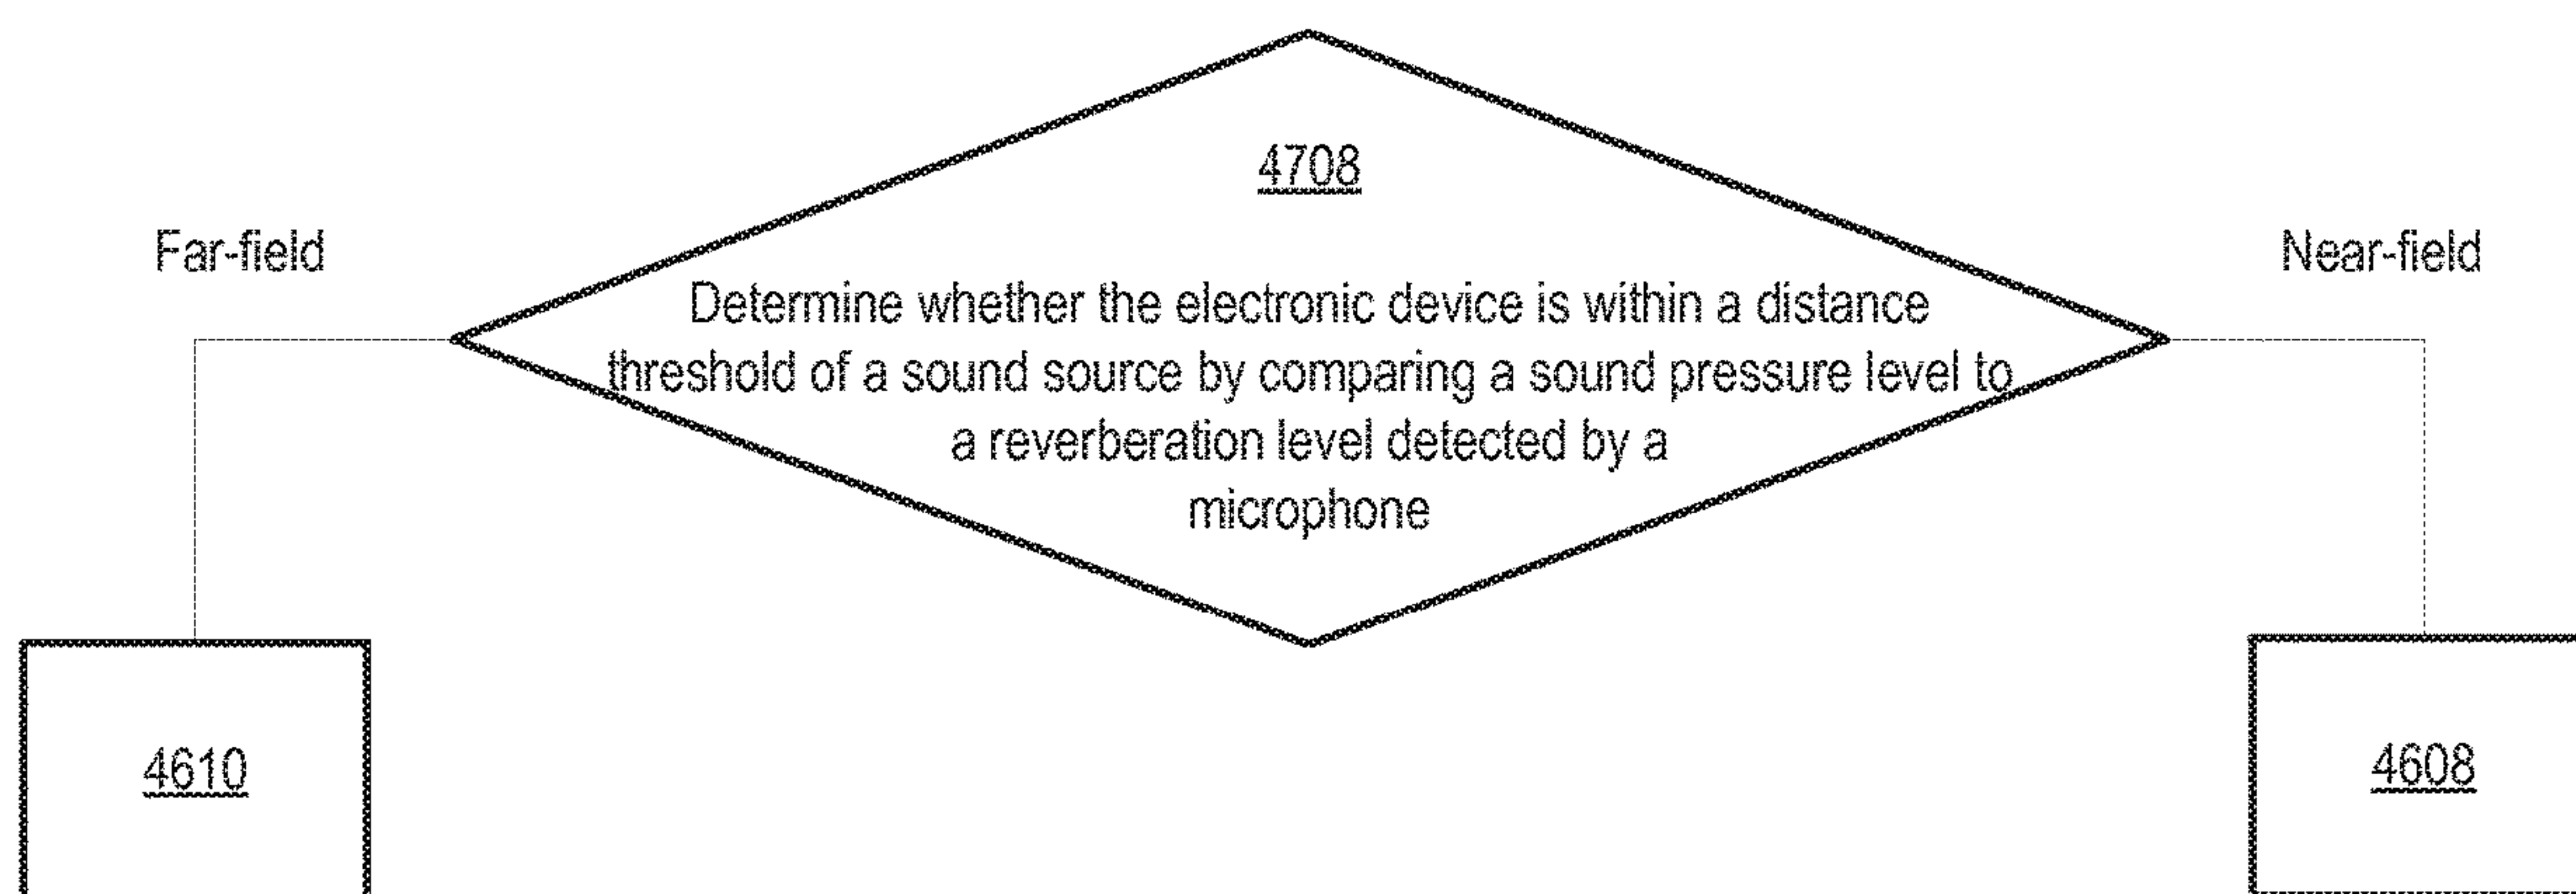 4708
Far-field
Near-field
Determine whether the electronic device is within a distance
threshold of a sound source by comparing a sound pressure level to
a reverberation level detected by a
microphone
4610
4608